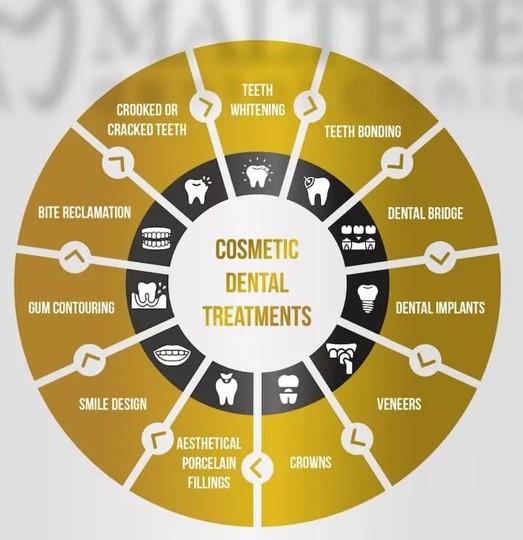 MALTEPE
COSMETIC
DENTAL
TREATMENTS
TEETH
WHITENING
TEETH BONDING
DENTAL BRIDGE
DENTAL IMPLANTS
VENEERS
CROWNS
AESTHETICAL
PORCELAIN
FILLINGS
SMILE DESIGN
GUM CONTOURING
BITE RECLAMATION
CROOKED OR
CRACKED TEETH